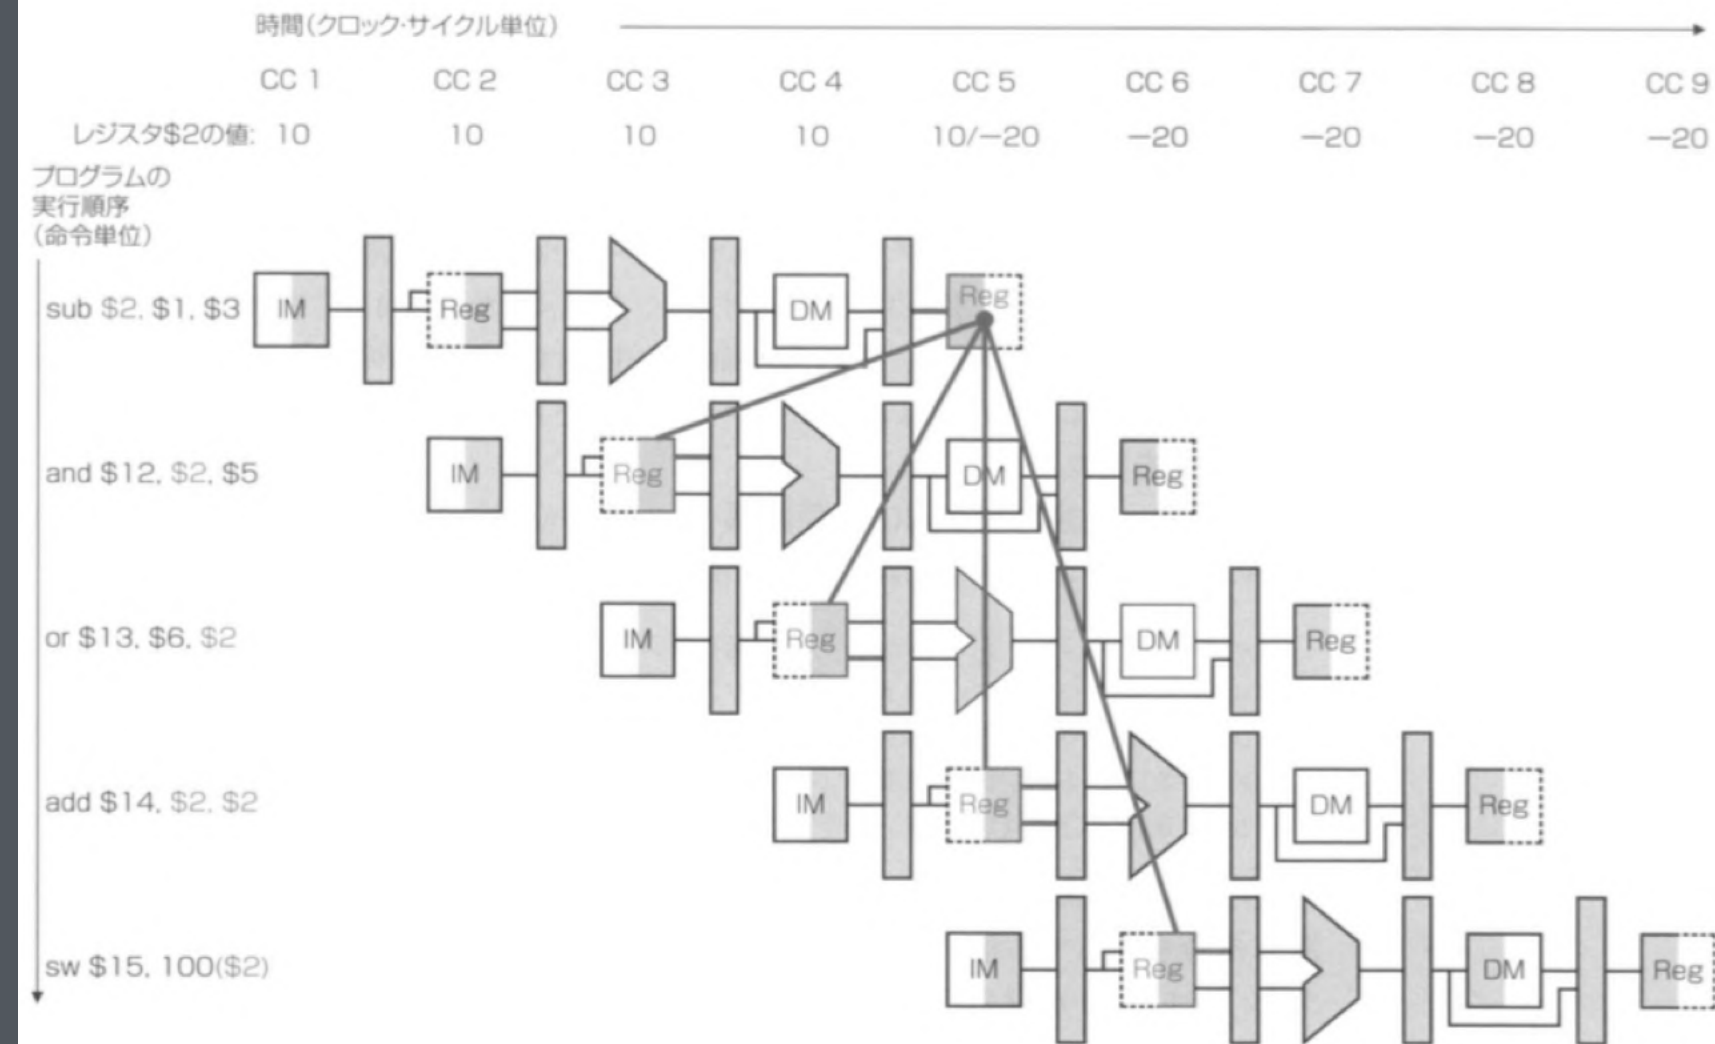 時間(クロック・サイクル単位)
CC 1 CC 2 CC 3 CC 4 CC 5 CC 6 CC 7 CC 8 CC 9
レジスタ$2の値: 10 10 10 10 10/−20 −20 −20 −20 −20
プログラムの
実行順序
(命令単位)
sub $2, $1, $3 IM Reg DM Reg
and $12, $2, $5 IM Reg DM Reg
or $13, $6, $2 IM Reg DM Reg
add $14, $2, $2 IM Reg DM Reg
sw $15, 100($2) IM Reg DM Reg